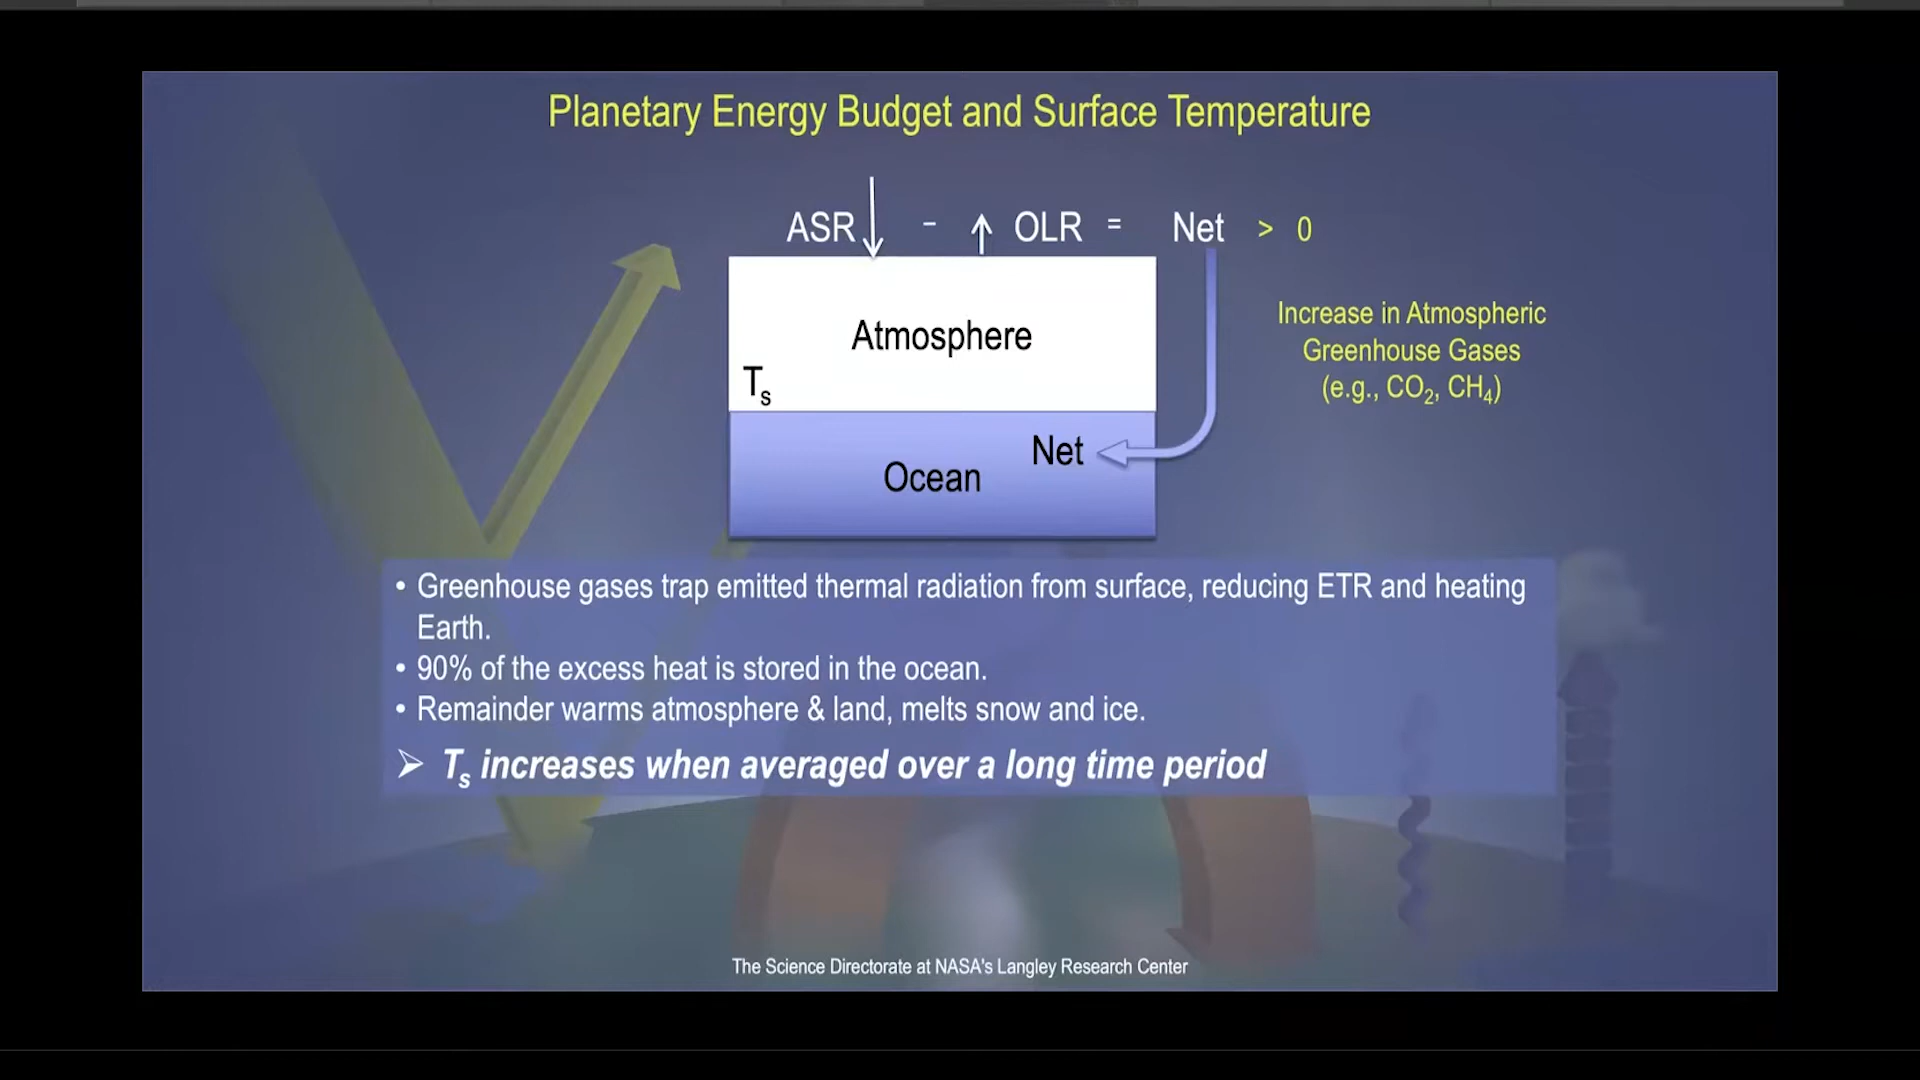 Planetary Energy Budget and Surface Temperature
ASR - OLR = Net > 0
Atmosphere
Increase in Atmospheric
Greenhouse Gases
(e.g., CO₂, CH₄)
Tₛ
Net
Ocean
• Greenhouse gases trap emitted thermal radiation from surface, reducing ETR and heating
Earth.
• 90% of the excess heat is stored in the ocean.
• Remainder warms atmosphere & land, melts snow and ice.
➢ Tₛ increases when averaged over a long time period
The Science Directorate at NASA's Langley Research Center